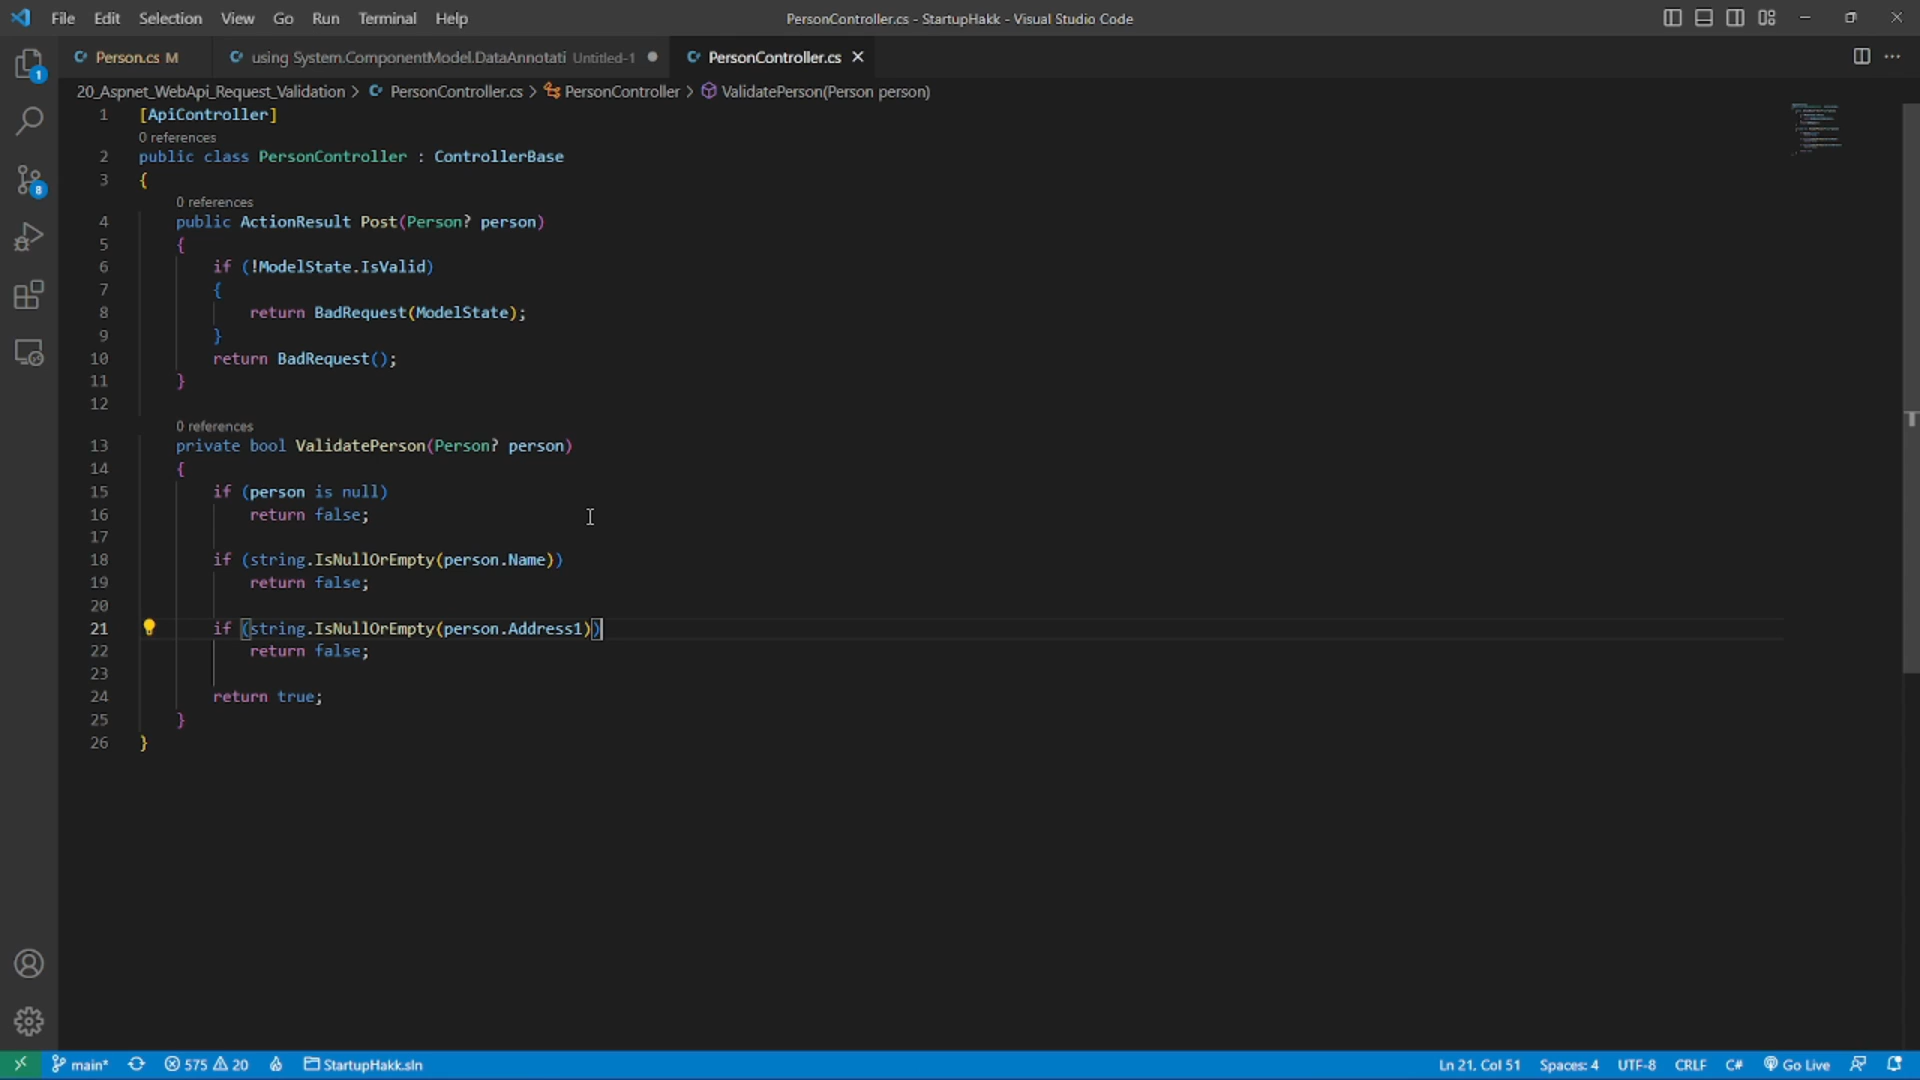 File Edit Selection View Go Run Terminal Help
PersonController.cs - StartupHakk - Visual Studio Code
Person.cs M
using System.ComponentModel.DataAnnotati Untitled-1
PersonController.cs
20_Aspnet_WebApi_Request_Validation > PersonController.cs > PersonController > ValidatePerson(Person person)
1 [ApiController]
0 references
2 public class PersonController : ControllerBase
3 {
0 references
4 public ActionResult Post(Person? person)
5 {
6 if (!ModelState.IsValid)
7 {
8 return BadRequest(ModelState);
9 }
10 return BadRequest();
11 }
12
0 references
13 private bool ValidatePerson(Person? person)
14 {
15 if (person is null)
16 return false;
17
18 if (string.IsNullOrEmpty(person.Name))
19 return false;
20
21 if (string.IsNullOrEmpty(person.Address1))
22 return false;
23
24 return true;
25 }
26 }
1
8
main* 575 20 StartupHakk.sln
Ln 21, Col 51 Spaces: 4 UTF-8 CRLF C# Go Live